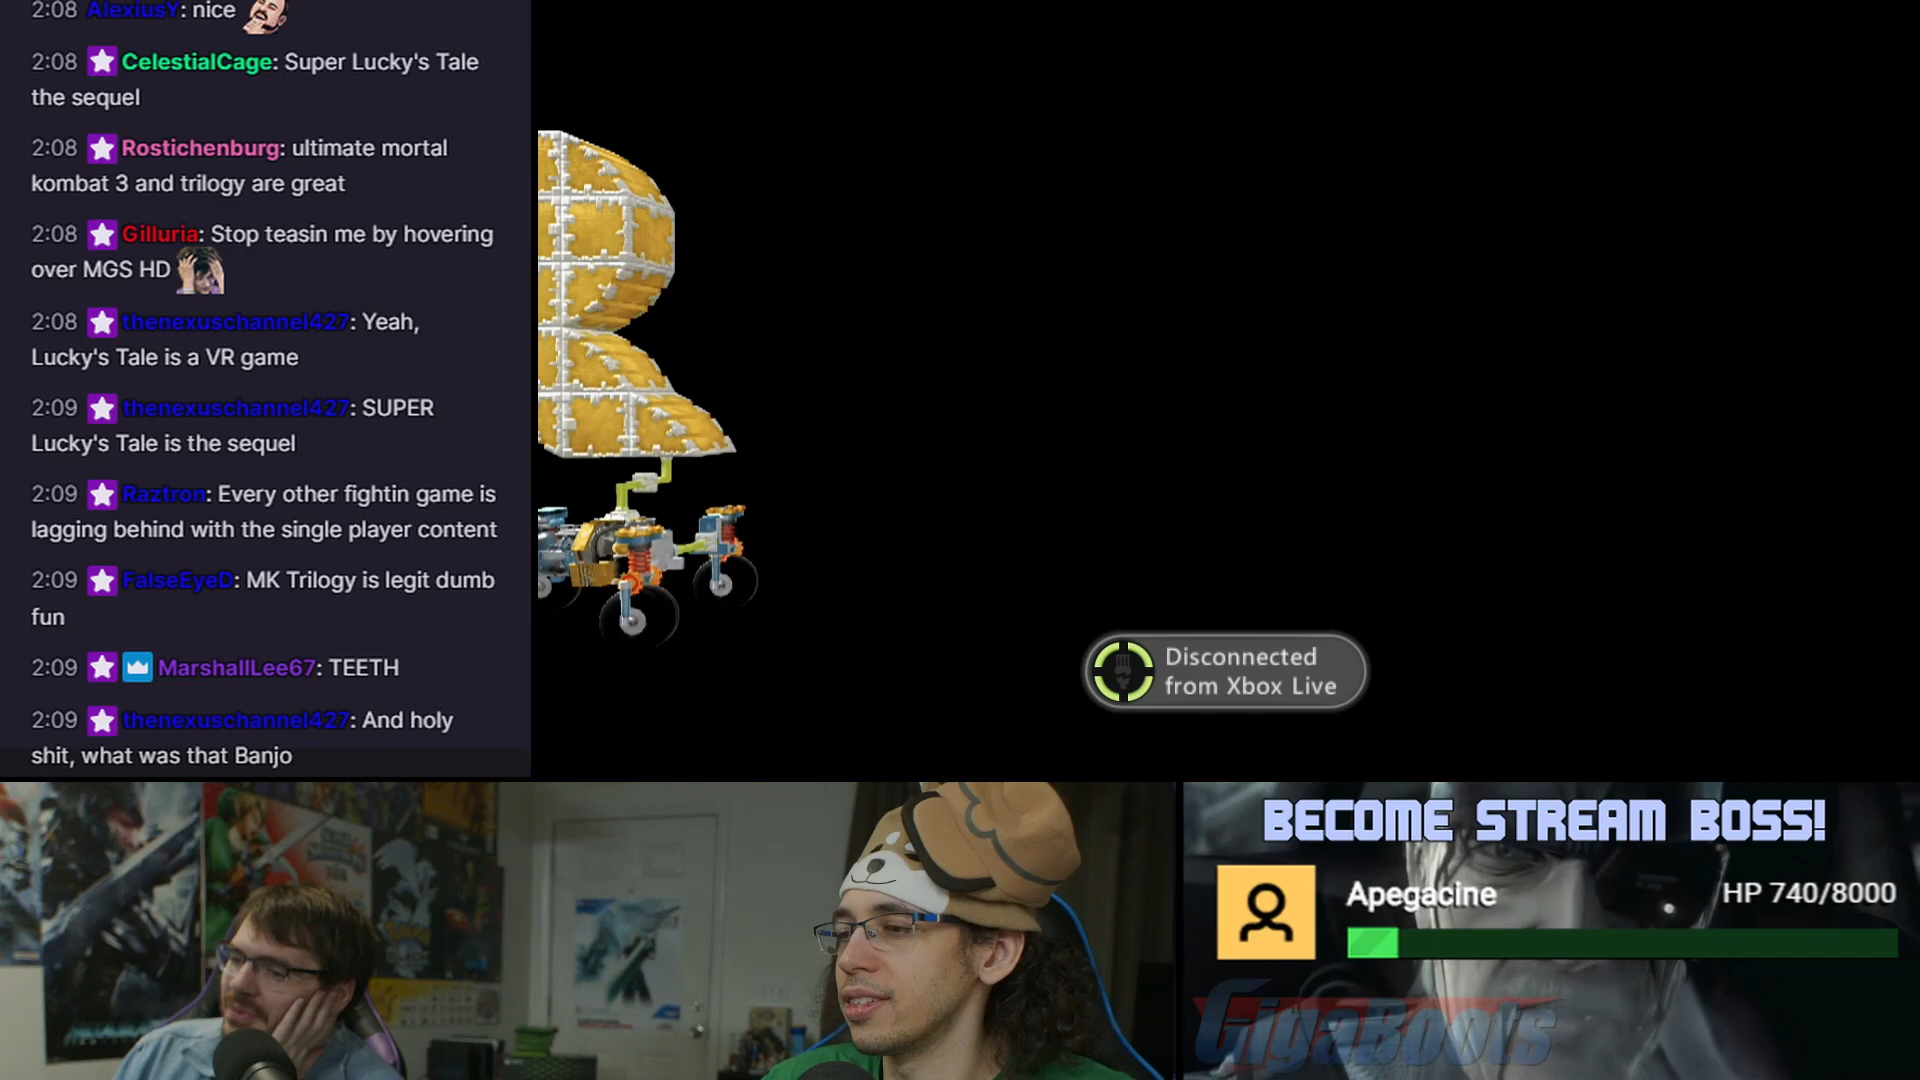 2:08 AlexiusY: nice
2:08 CelestialCage: Super Lucky's Tale
the sequel
2:08 Rostichenburg: ultimate mortal
kombat 3 and trilogy are great
2:08 Gilluria: Stop teasin me by hovering
over MGS HD
2:08 thenexuschannel427: Yeah,
Lucky's Tale is a VR game
2:09 thenexuschannel427: SUPER
Lucky's Tale is the sequel
2:09 Raztron: Every other fightin game is
lagging behind with the single player content
2:09 FalseEyeD: MK Trilogy is legit dumb
fun
2:09 MarshallLee67: TEETH
2:09 thenexuschannel427: And holy
shit, what was that Banjo
Disconnected
from Xbox Live
BECOME STREAM BOSS!
Apegacine HP 740/8000
GigaBoots